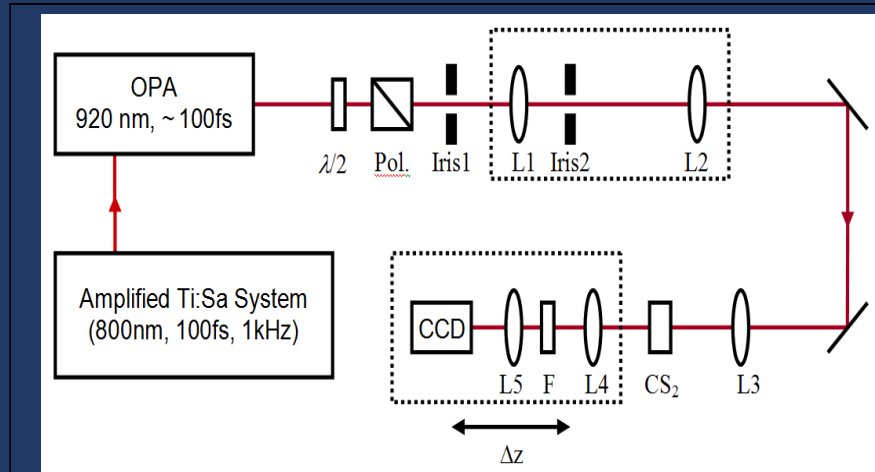 OPA
920 nm, ~ 100fs
λ/2
Pol.
Iris1
L1
Iris2
L2
Amplified Ti:Sa System
(800nm, 100fs, 1kHz)
CCD
L5
F
L4
CS₂
L3
Δz